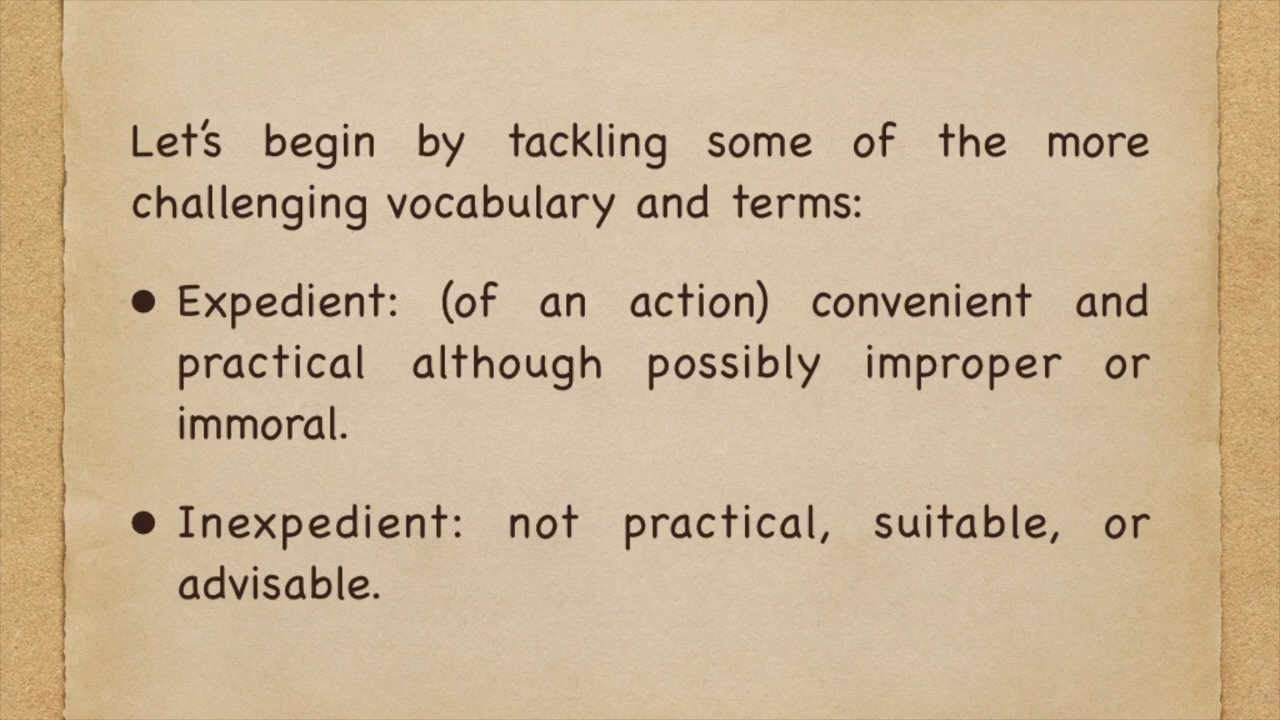 Let's begin by tackling some of the more
challenging vocabulary and terms:
● Expedient: (of an action) convenient and
practical although possibly improper or
immoral.
● Inexpedient: not practical, suitable, or
advisable.